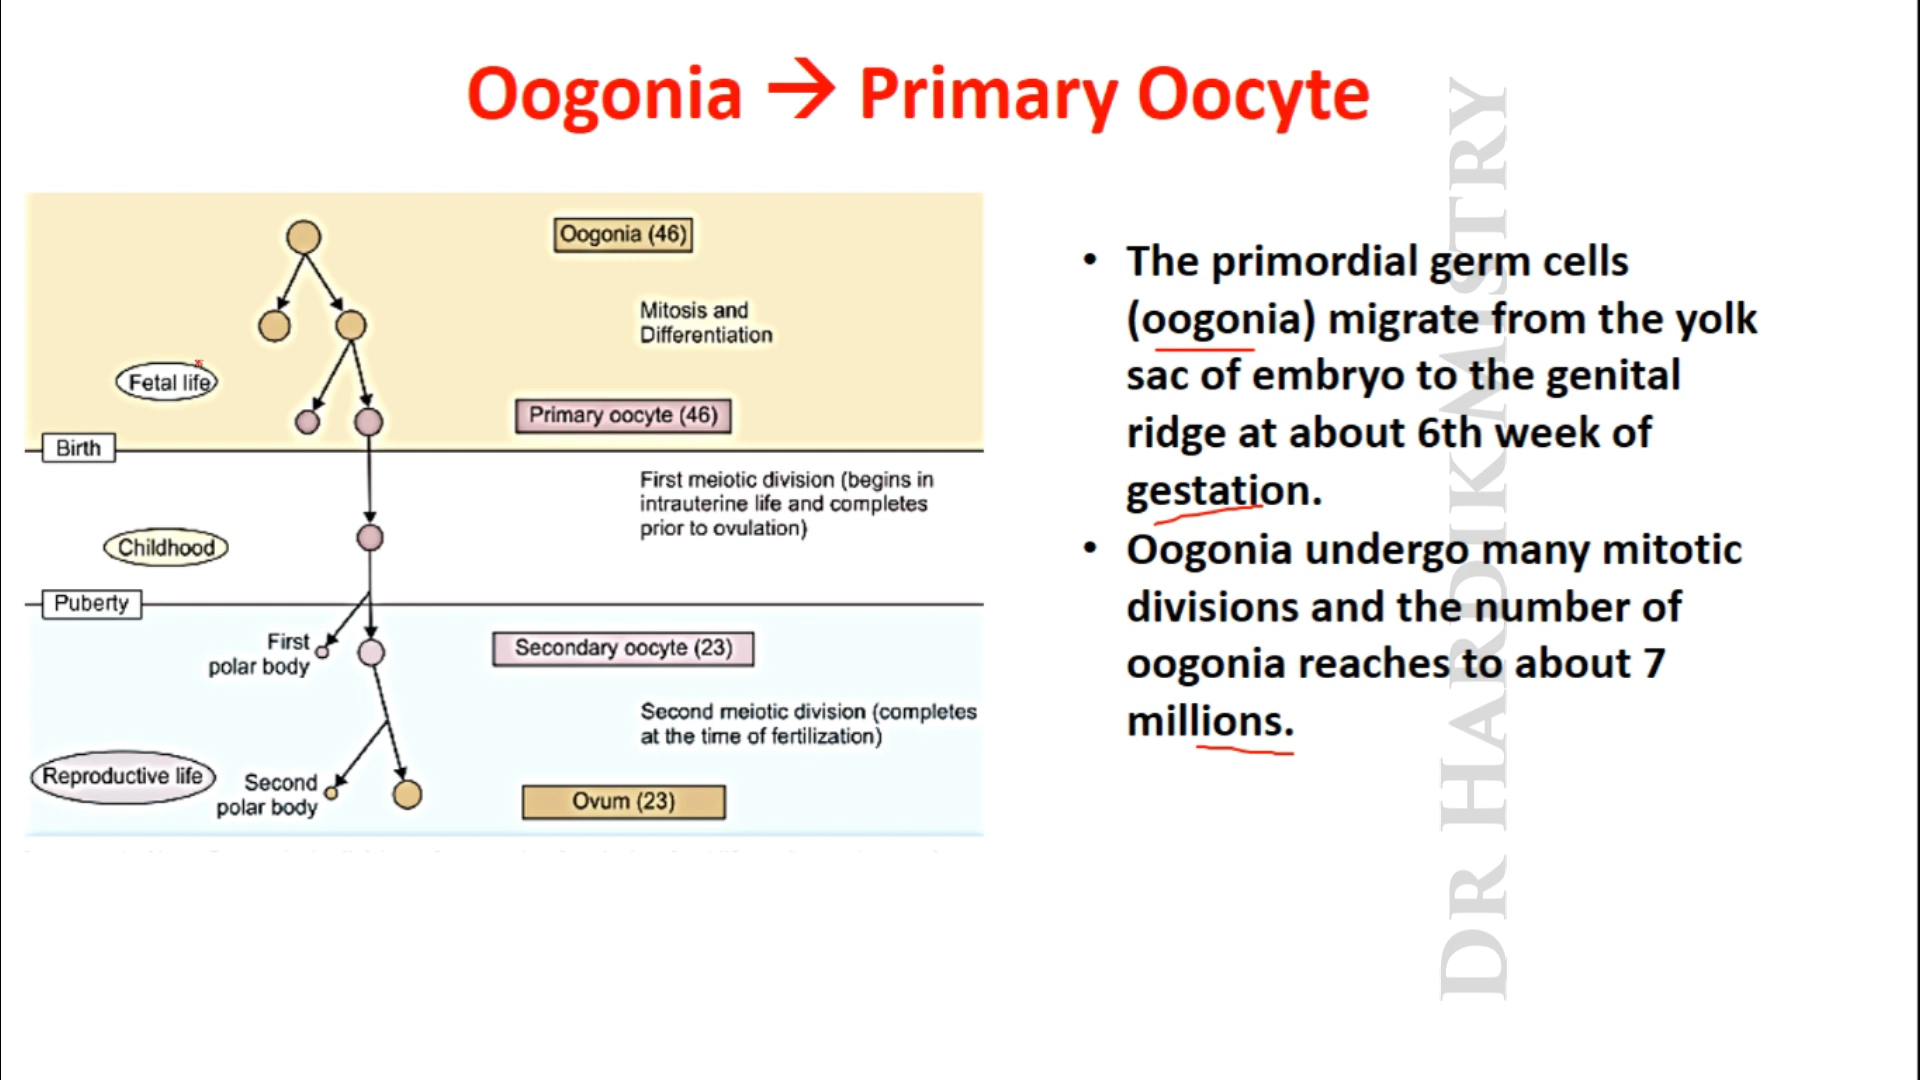 Oogonia → Primary Oocyte
Oogonia (46)
Mitosis and
Differentiation
Fetal life
Primary oocyte (46)
Birth
First meiotic division (begins in
intrauterine life and completes
prior to ovulation)
Childhood
Puberty
First
polar body
Secondary oocyte (23)
Second meiotic division (completes
at the time of fertilization)
Reproductive life
Second
polar body
Ovum (23)
• The primordial germ cells
(oogonia) migrate from the yolk
sac of embryo to the genital
ridge at about 6th week of
gestation.
• Oogonia undergo many mitotic
divisions and the number of
oogonia reaches to about 7
millions.
DR HARDIK MISTRY